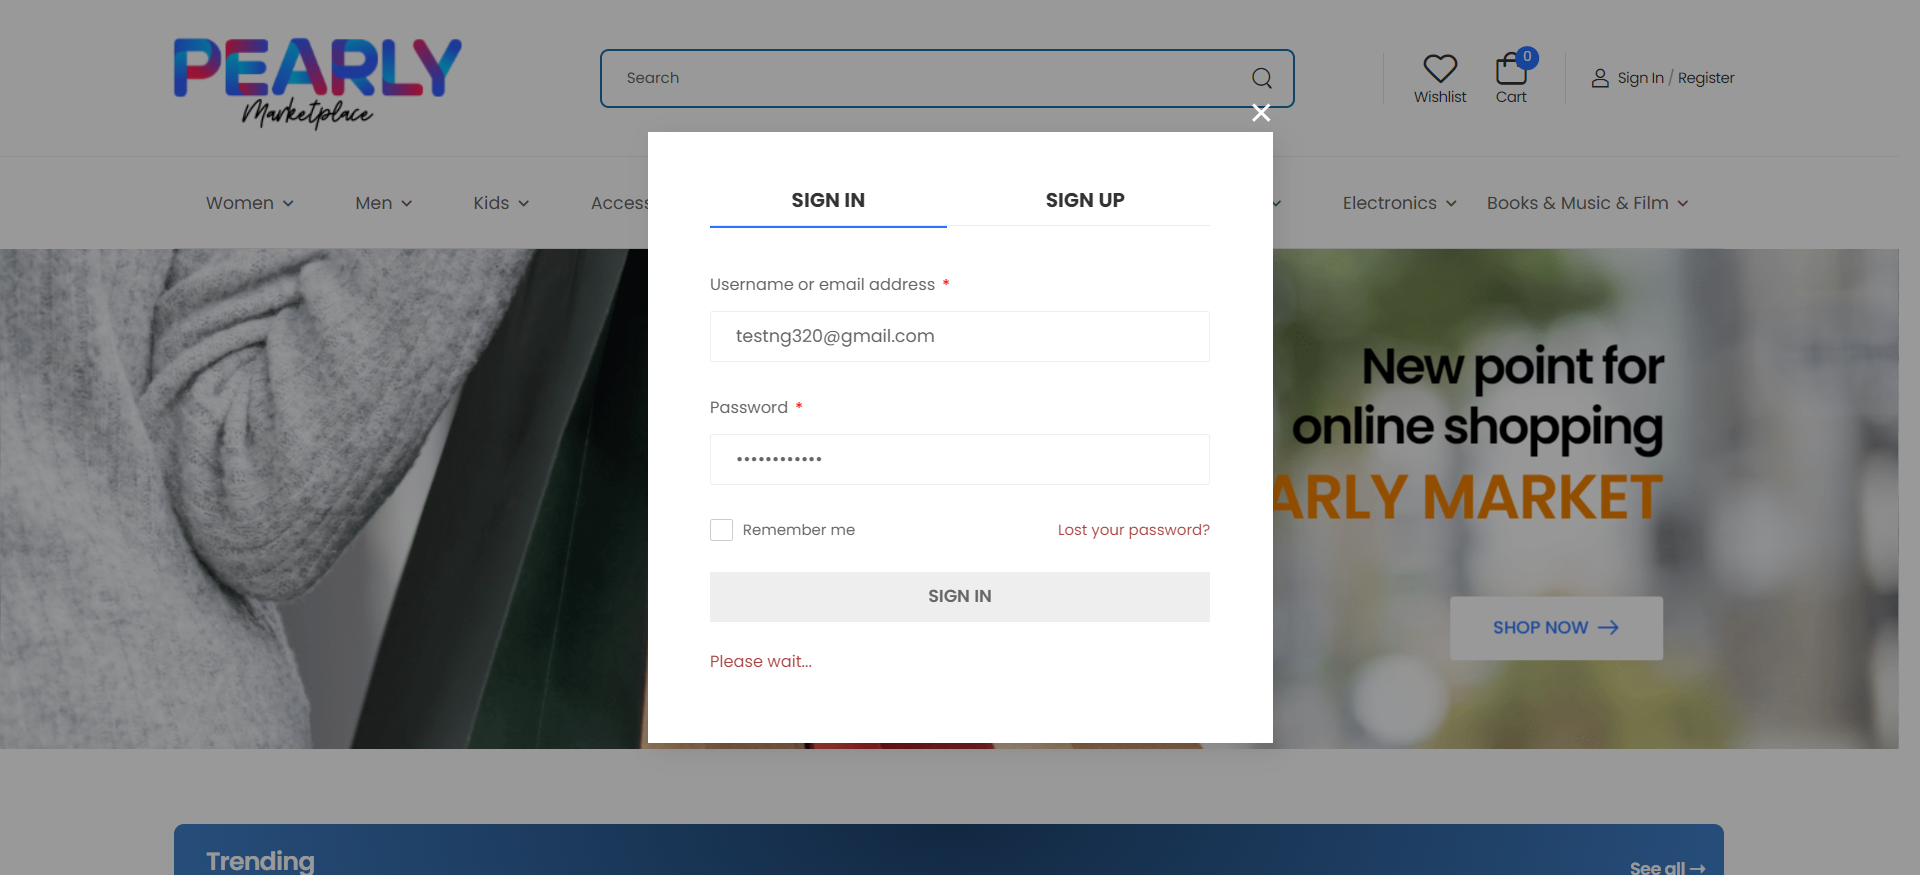 PEARLY
Marketplace
Search
Wishlist
0
Cart
Sign In / Register
Women
Men
Kids
Electronics
Books & Music & Film
SIGN IN
SIGN UP
Username or email address *
testng320@gmail.com
Password *
••••••••••••
Remember me
Lost your password?
SIGN IN
Please wait...
New point for
online shopping
ARLY MARKET
SHOP NOW →
Trending
See all →